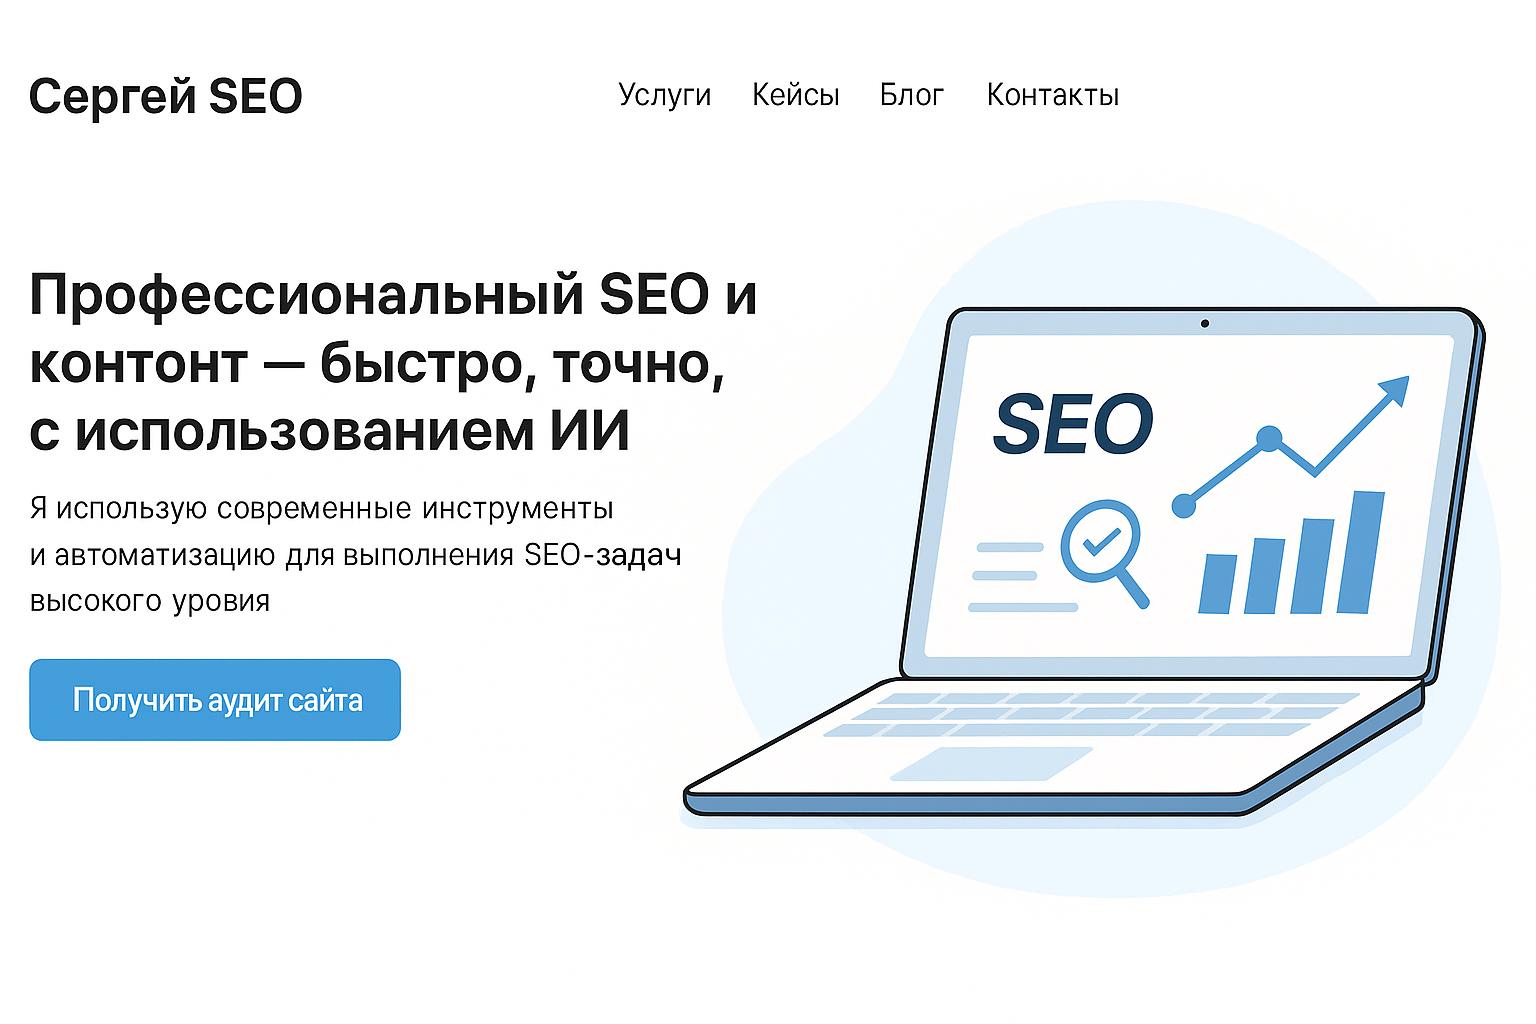 Сергей SEO
Услуги Кейсы Блог Контакты
Профессиональный SEO и
контонт — быстро, точно,
с использованием ИИ
Я использую современные инструменты
и автоматизацию для выполнения SEO-задач
высокого уровия
Получить аудит сайта
SEO